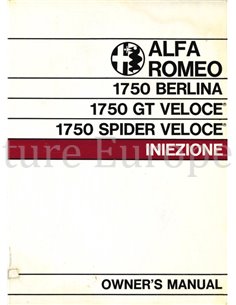 ALFA
ROMEO
1750 BERLINA
1750 GT VELOCE
1750 SPIDER VELOCE
INIEZIONE
OWNER'S MANUAL